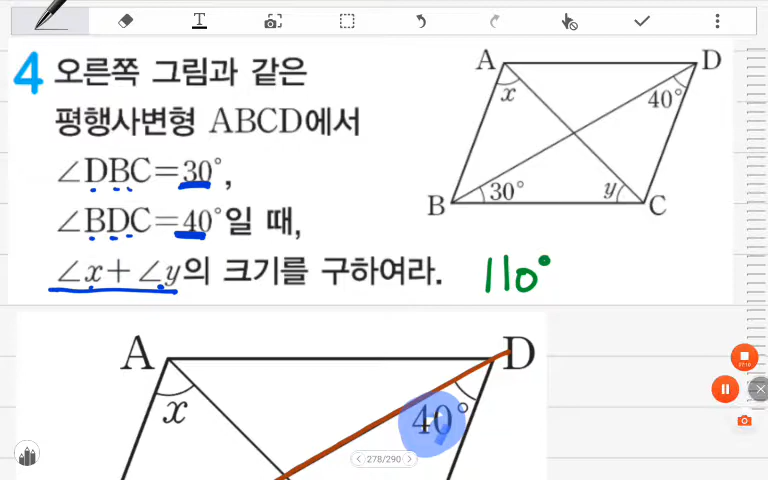 T
4 오른쪽 그림과 같은
평행사변형 ABCD에서
∠DBC=30°,
∠BDC=40°일 때,
∠x+∠y의 크기를 구하여라.
110°
A
D
x
40°
B
30°
y
C
A
D
x
40°
278/290